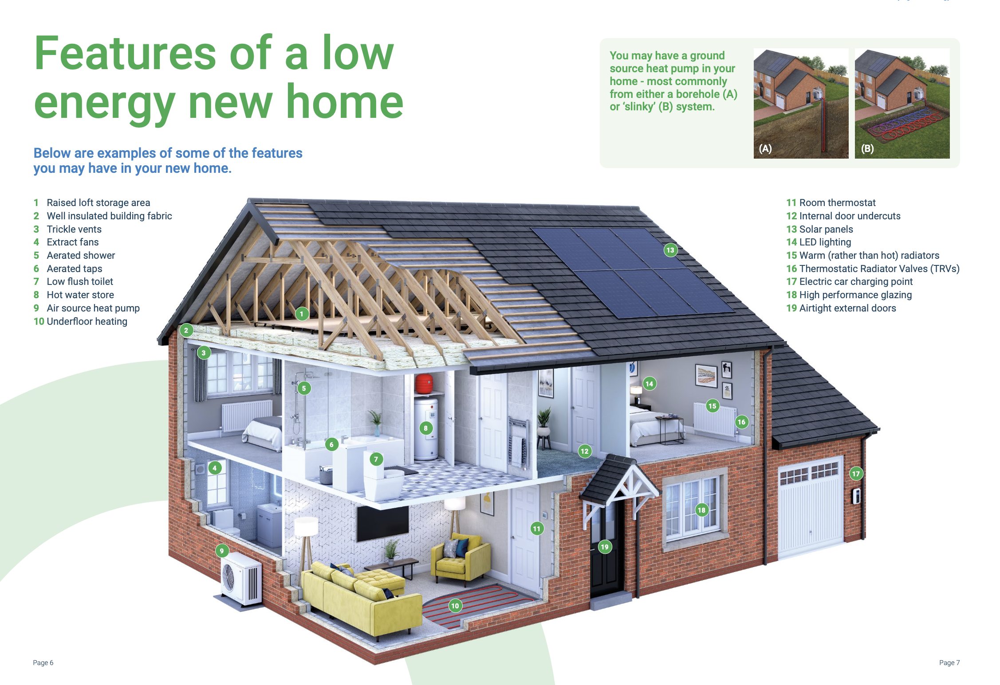 Features of a low
energy new home
Below are examples of some of the features
you may have in your new home.
You may have a ground
source heat pump in your
home - most commonly
from either a borehole (A)
or ‘slinky’ (B) system.
(A)
(B)
1 Raised loft storage area
2 Well insulated building fabric
3 Trickle vents
4 Extract fans
5 Aerated shower
6 Aerated taps
7 Low flush toilet
8 Hot water store
9 Air source heat pump
10 Underfloor heating
11 Room thermostat
12 Internal door undercuts
13 Solar panels
14 LED lighting
15 Warm (rather than hot) radiators
16 Thermostatic Radiator Valves (TRVs)
17 Electric car charging point
18 High performance glazing
19 Airtight external doors
13
1
2
3
5
14
15
16
8
6
7
12
4
17
18
11
19
9
10
Page 6
Page 7